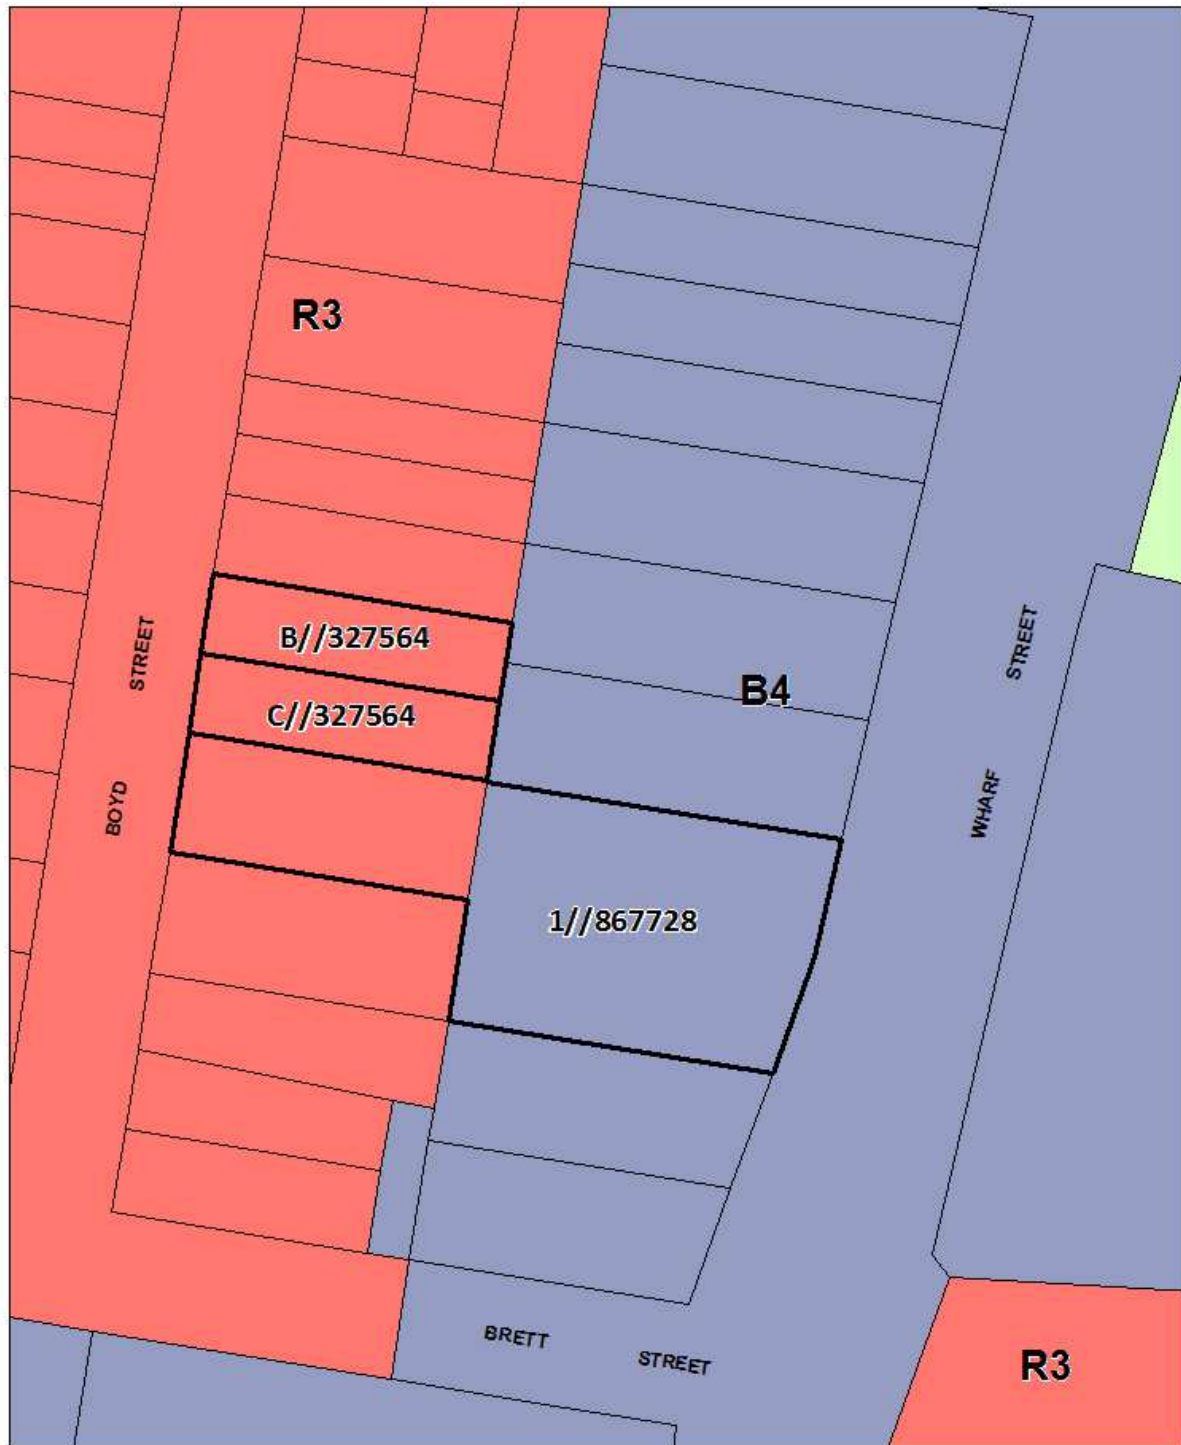 R3
B//327564
STREET
STREET
B4
C//327564
BOYD
WHARF
1//867728
BRETT
STREET
R3